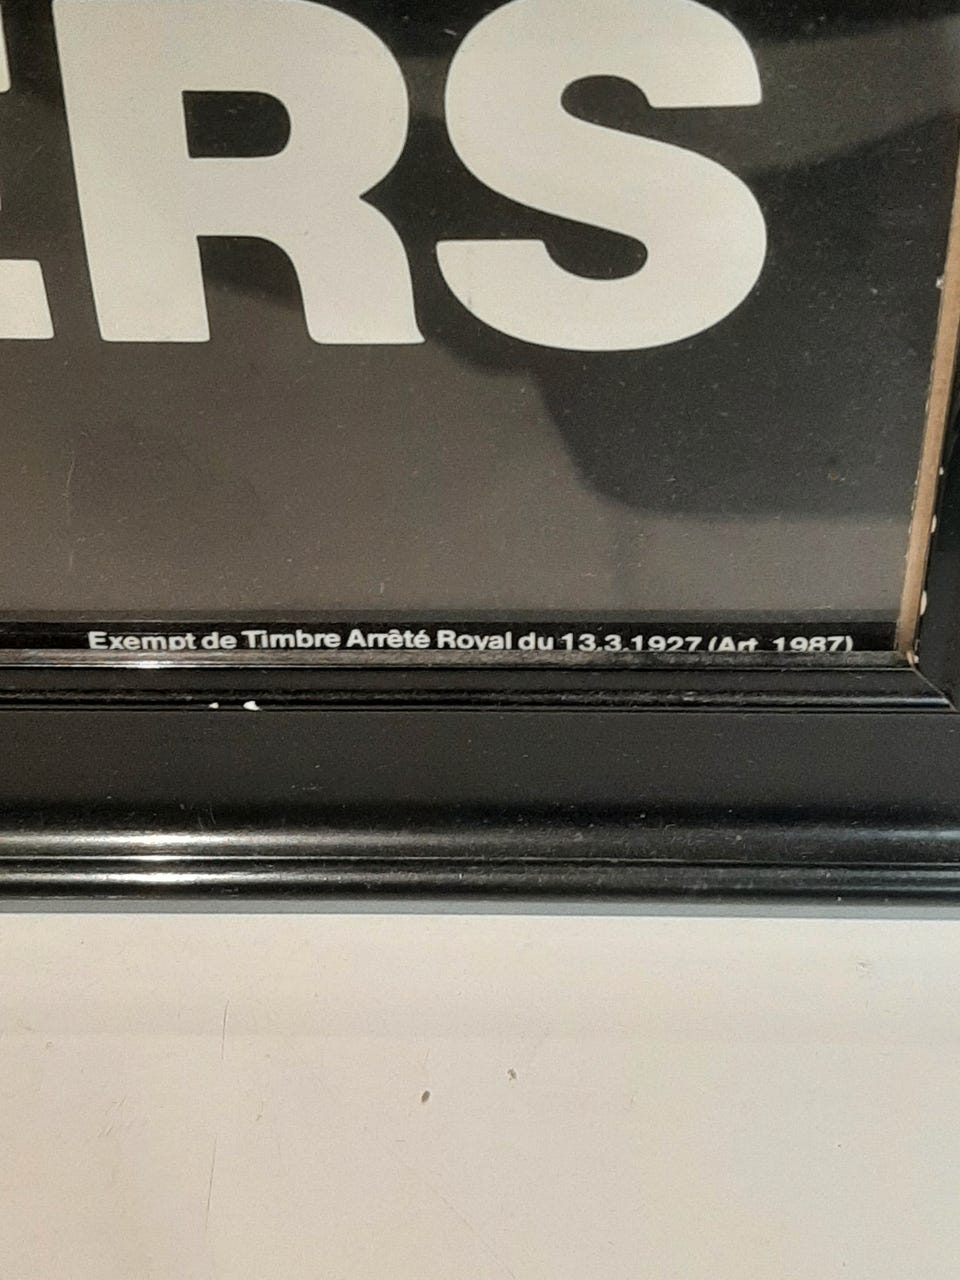 ERS
Exempt de Timbre Arrêté Royal du 13.3.1927 (Art. 1987)